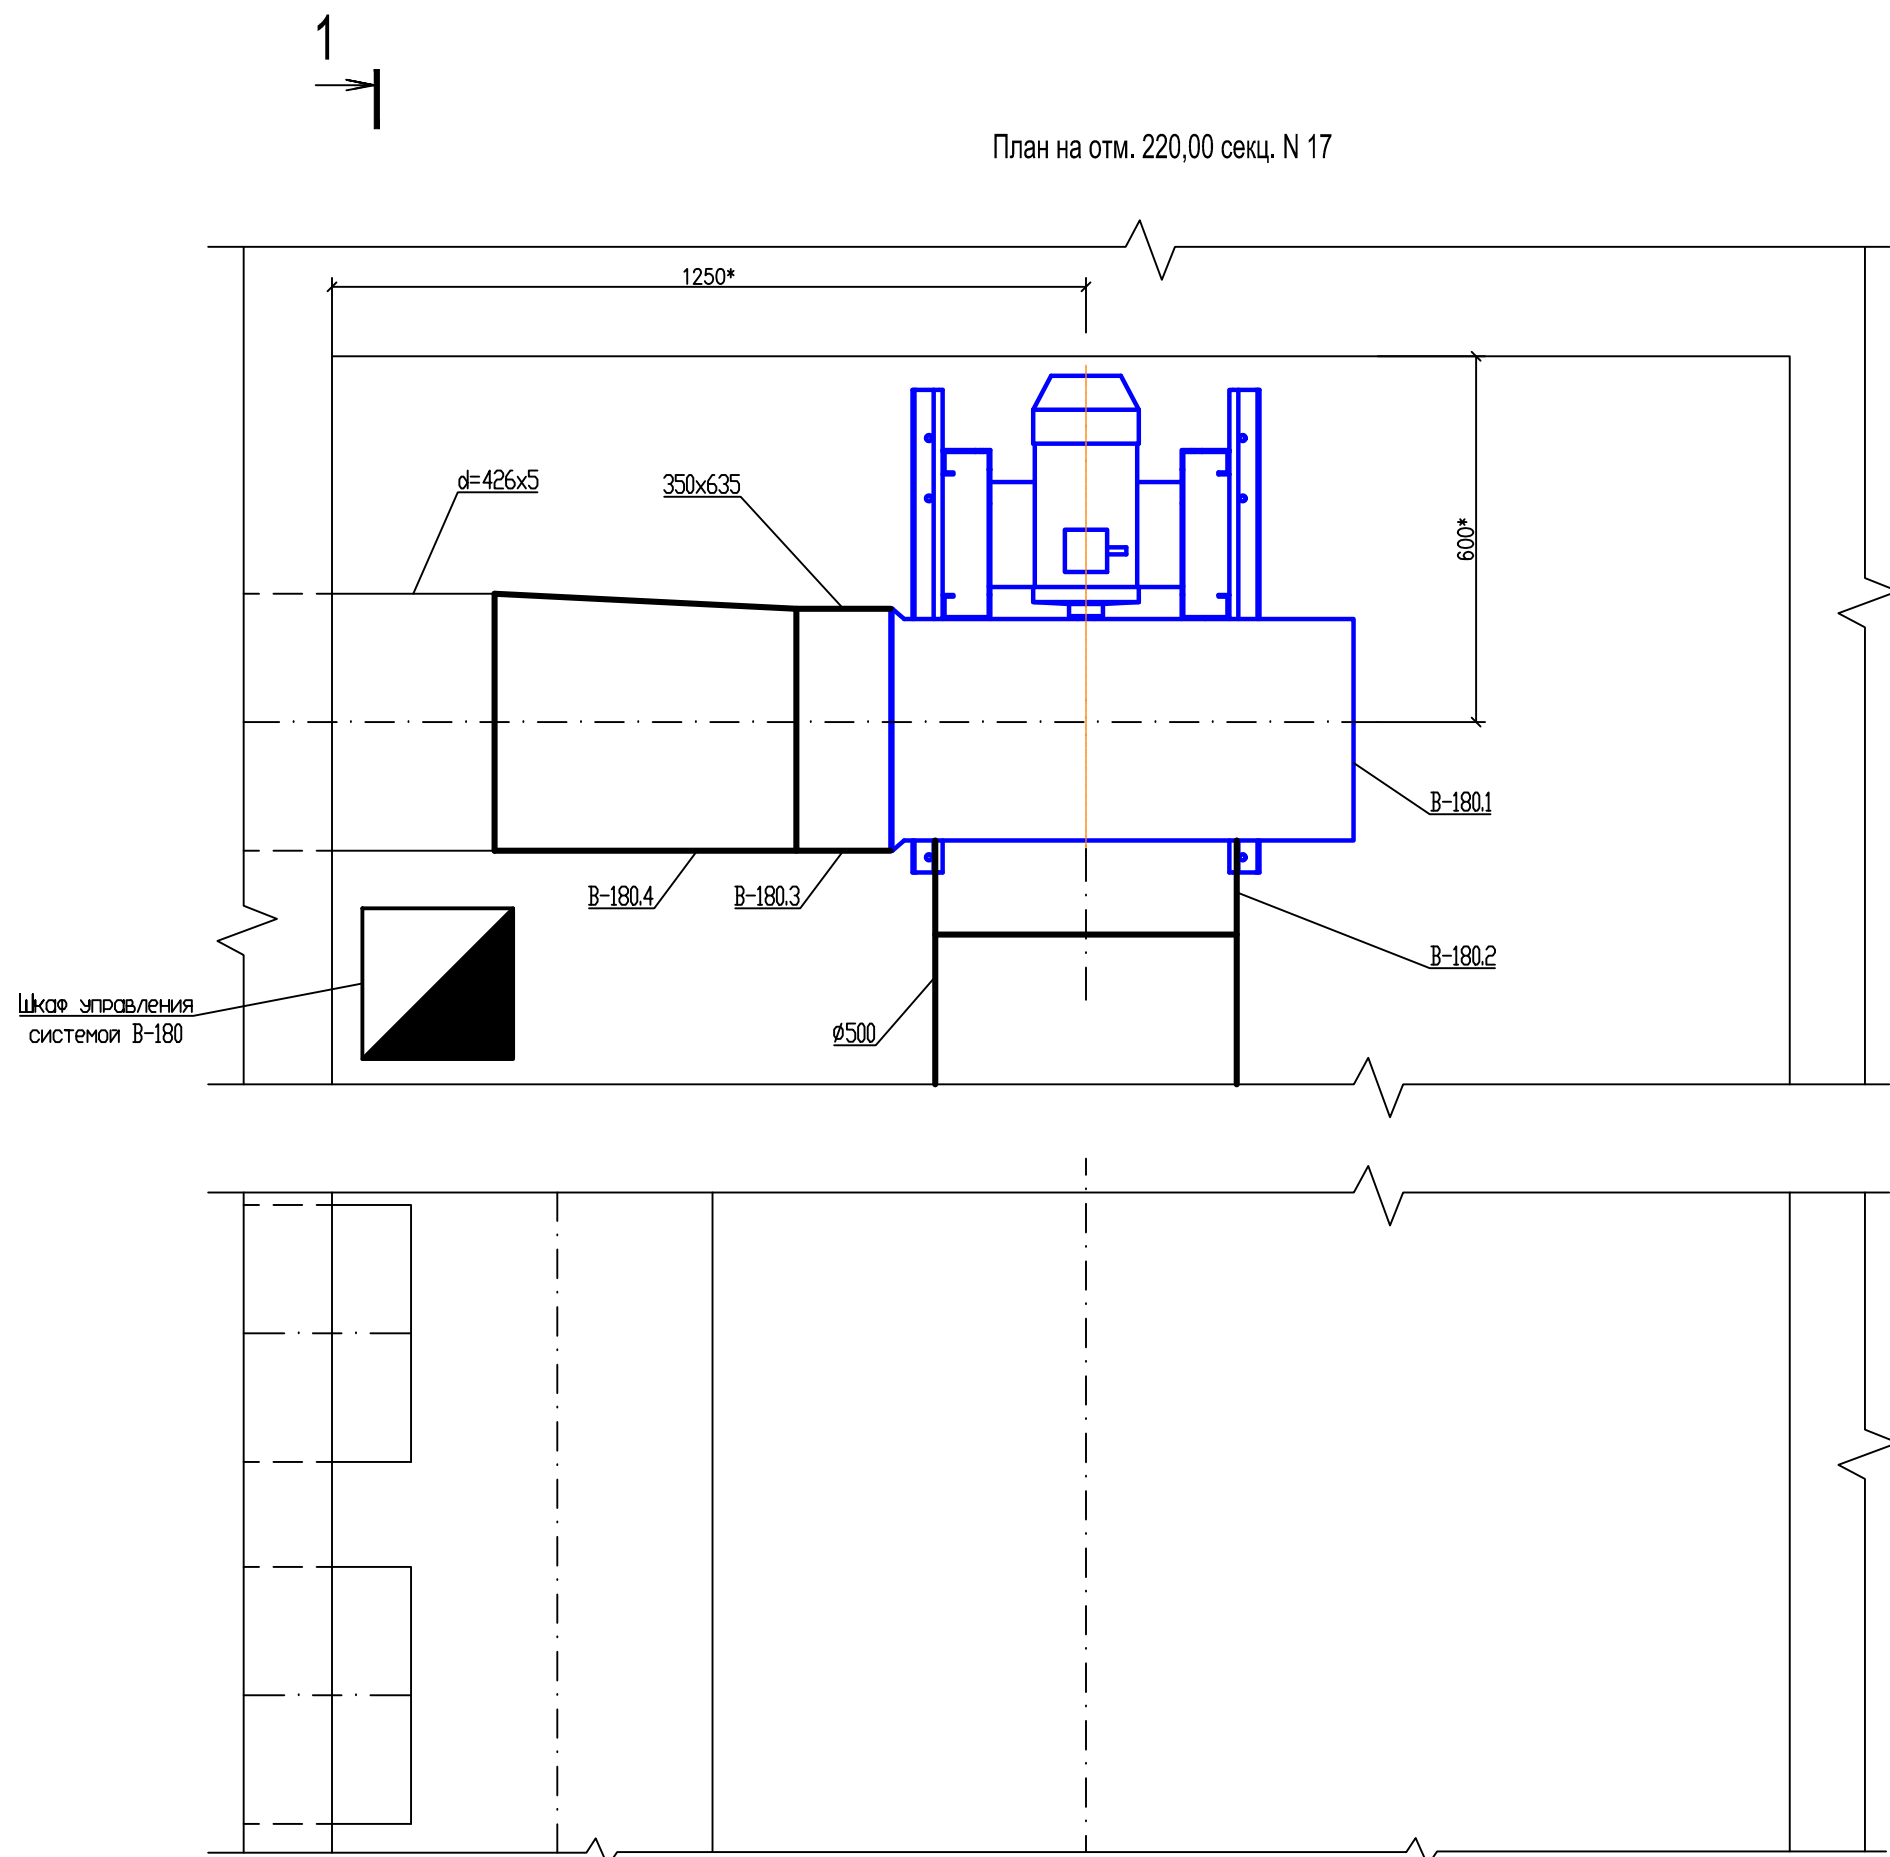 1
План на отм. 220,00 секц. N 17
1250*
d=426x5
350x635
600*
В-180.1
В-180.4
В-180.3
В-180.2
Шкаф управления
системой В-180
ø500